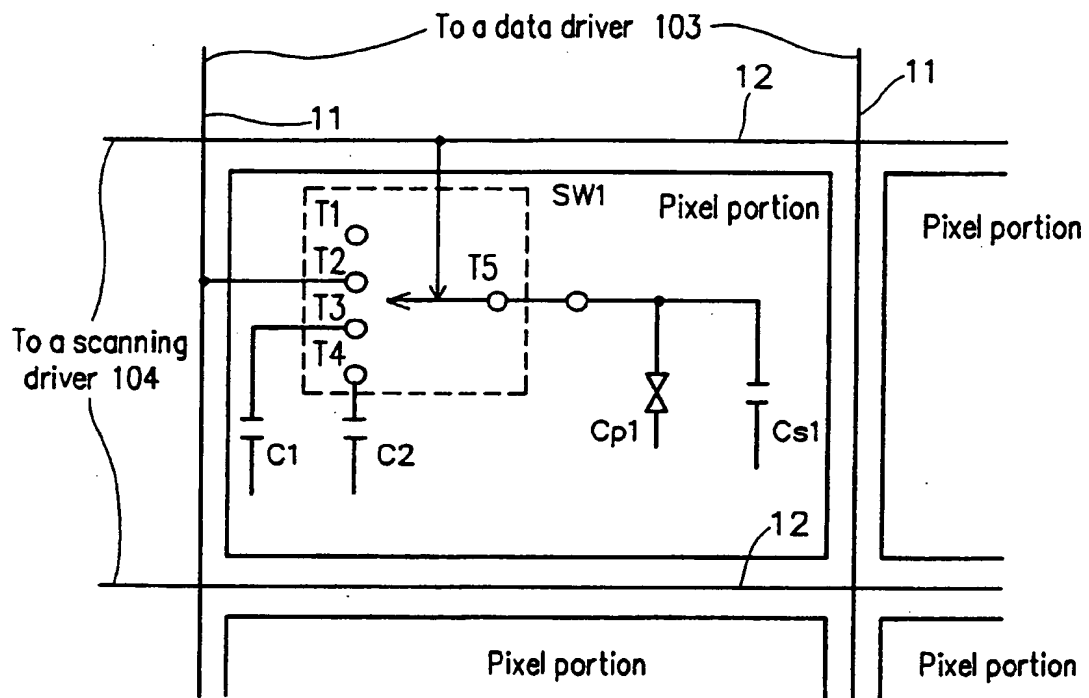 To a data driver 103
11
12
11
SW1
Pixel portion
Pixel portion
T1
T2
T5
T3
T4
To a scanning
driver 104
C1
C2
Cp1
Cs1
12
Pixel portion
Pixel portion